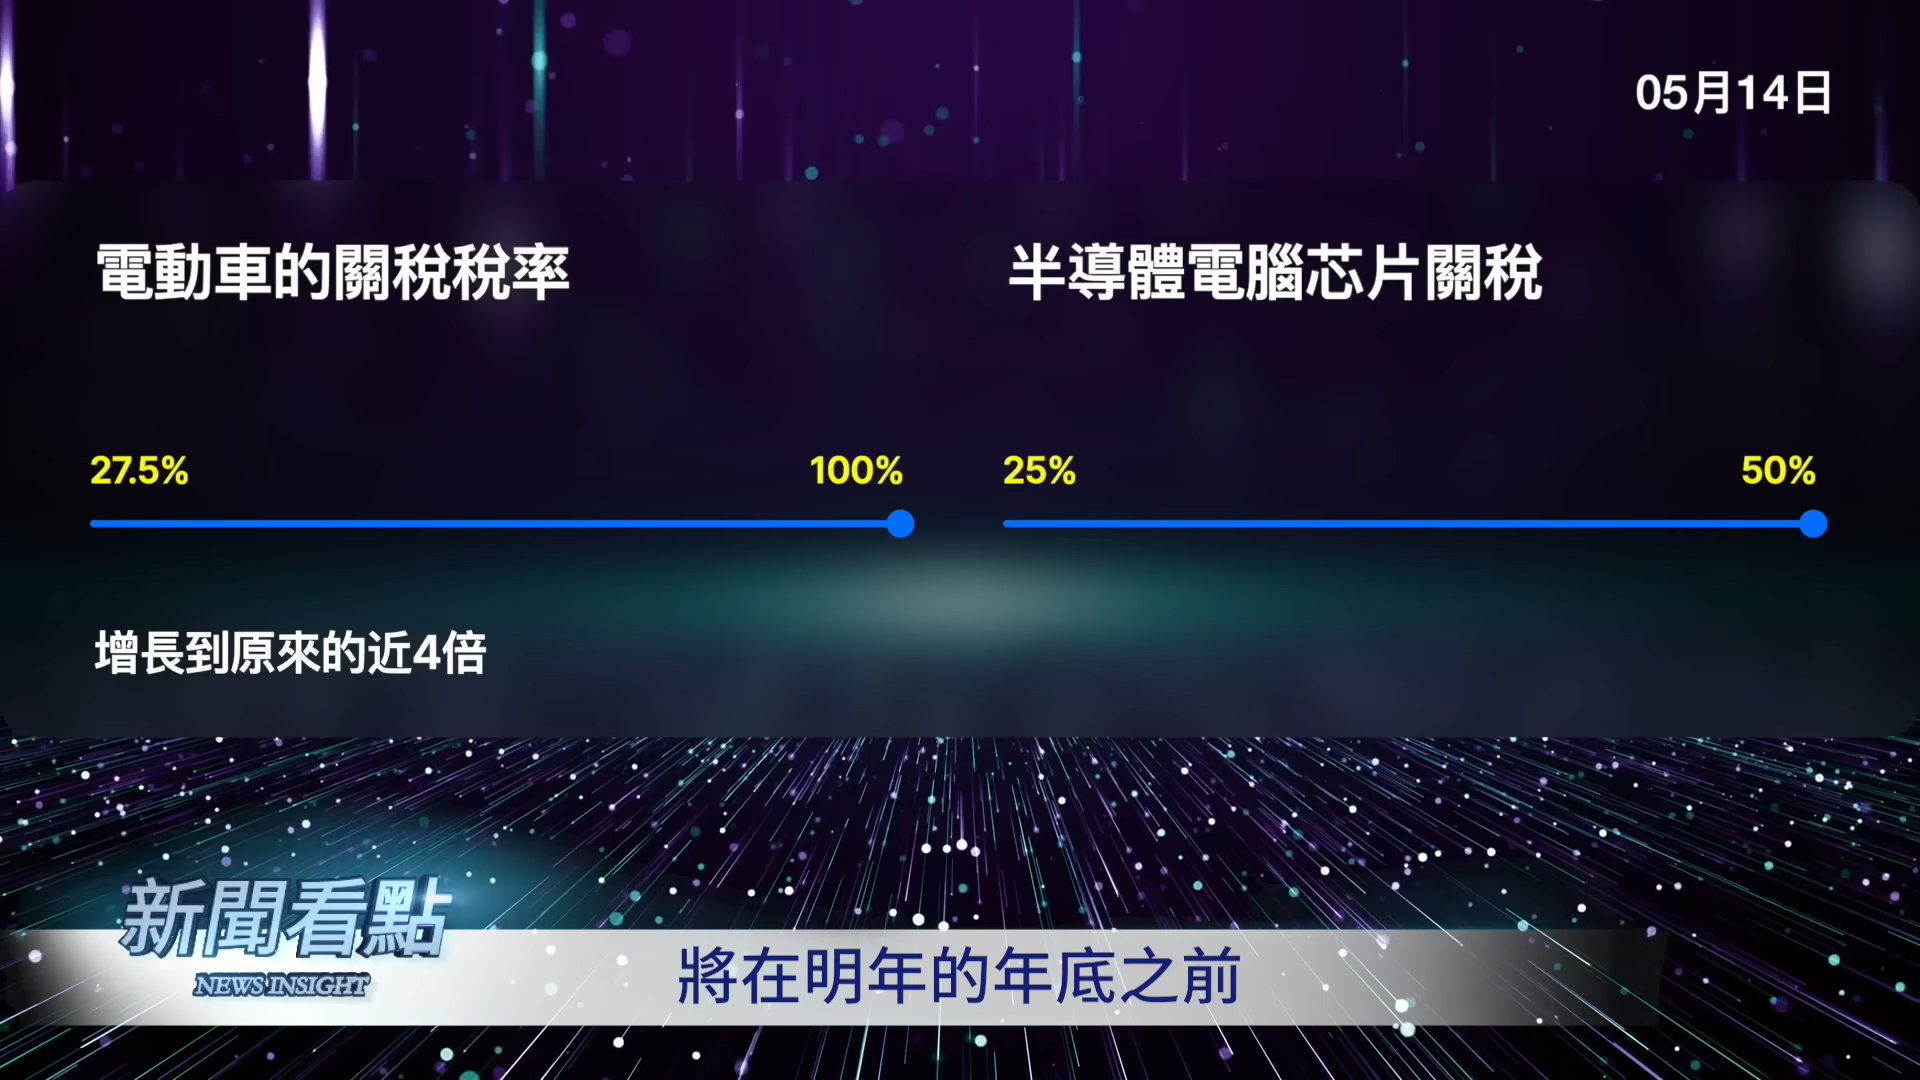 05月14日
電動車的關稅稅率
半導體電腦芯片關稅
27.5%
100%
25%
50%
增長到原來的近4倍
新聞看點
NEWS INSIGHT
將在明年的年底之前